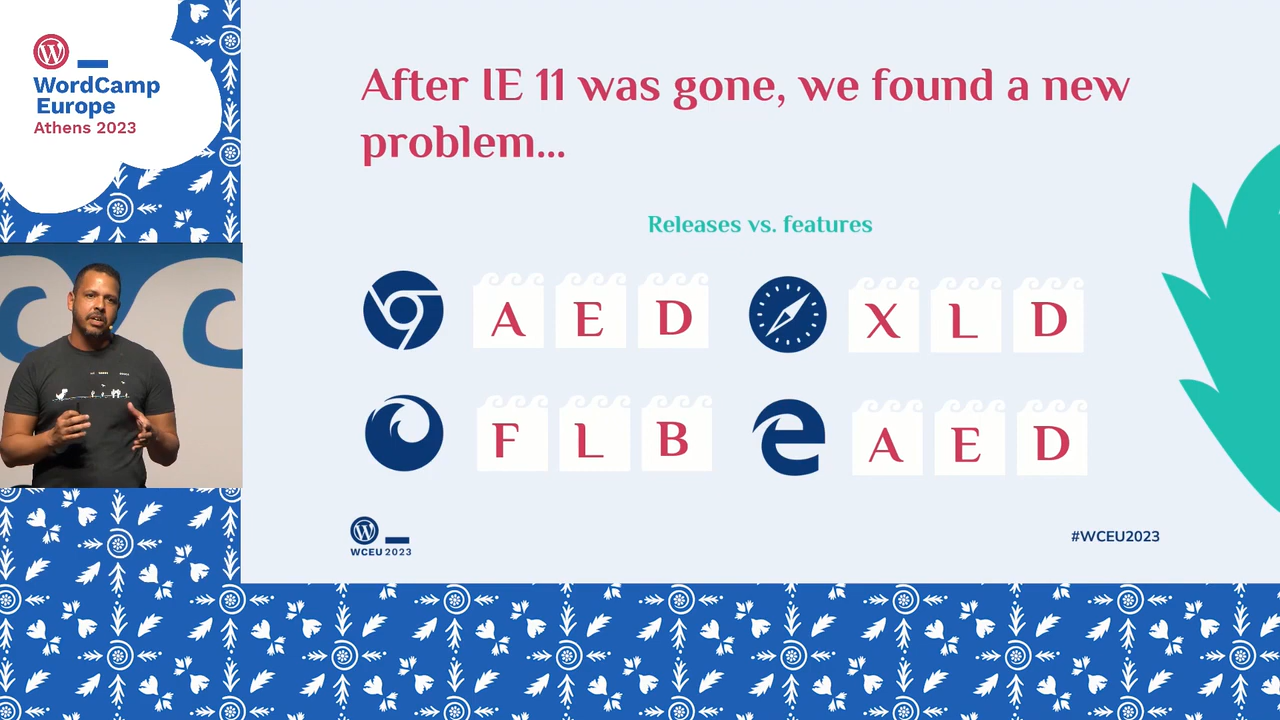 WordCamp
Europe
Athens 2023
After IE 11 was gone, we found a new
problem...
Releases vs. features
A E D
X L D
F L B
A E D
WCEU 2023
#WCEU2023